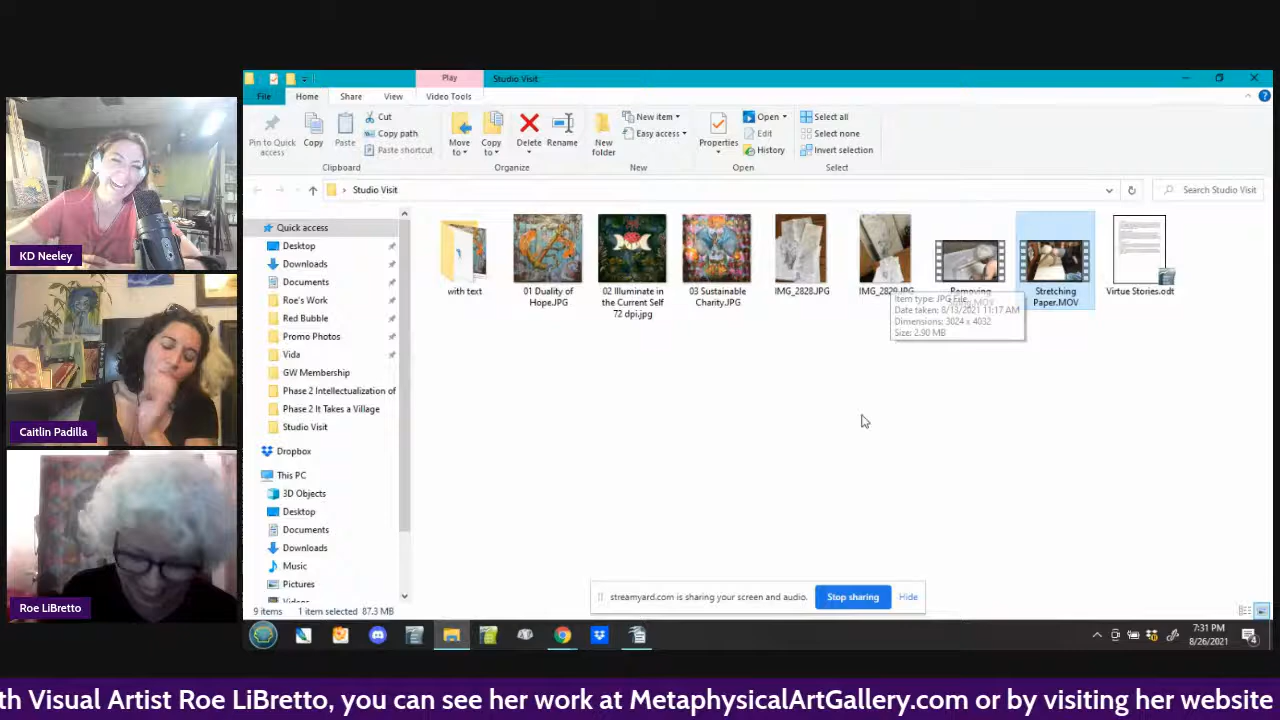 Play
Studio Visit
File
Home
Share
View
Video Tools
Pin to Quick
access
Copy
Paste
Cut
Copy path
Paste shortcut
Clipboard
Move
to
Copy
to
Delete
Rename
Organize
New
folder
New item
Easy access
New
Properties
Open
Edit
History
Open
Select all
Select none
Invert selection
Select
Studio Visit
Search Studio Visit
Quick access
Desktop
Downloads
Documents
Roe's Work
Red Bubble
Promo Photos
Vida
GW Membership
Phase 2 Intellectualization of
Phase 2 It Takes a Village
Studio Visit
Dropbox
This PC
3D Objects
Desktop
Documents
Downloads
Music
Pictures
Videos
with text
01 Duality of
Hope.JPG
02 Illuminate in
the Current Self
72 dpi.jpg
03 Sustainable
Charity.JPG
IMG_2828.JPG
IMG_2829.JPG
Removing
Stretching
Paper.MOV
Virtue Stories.odt
Item type: JPG File
Date taken: 8/13/2021 11:17 AM
Dimensions: 3024 x 4032
Size: 2.90 MB
streamyard.com is sharing your screen and audio.
Stop sharing
Hide
9 items
1 item selected 87.3 MB
7:31 PM
8/26/2021
4
KD Neeley
Caitlin Padilla
Roe LiBretto
th Visual Artist Roe LiBretto, you can see her work at MetaphysicalArtGallery.com or by visiting her website